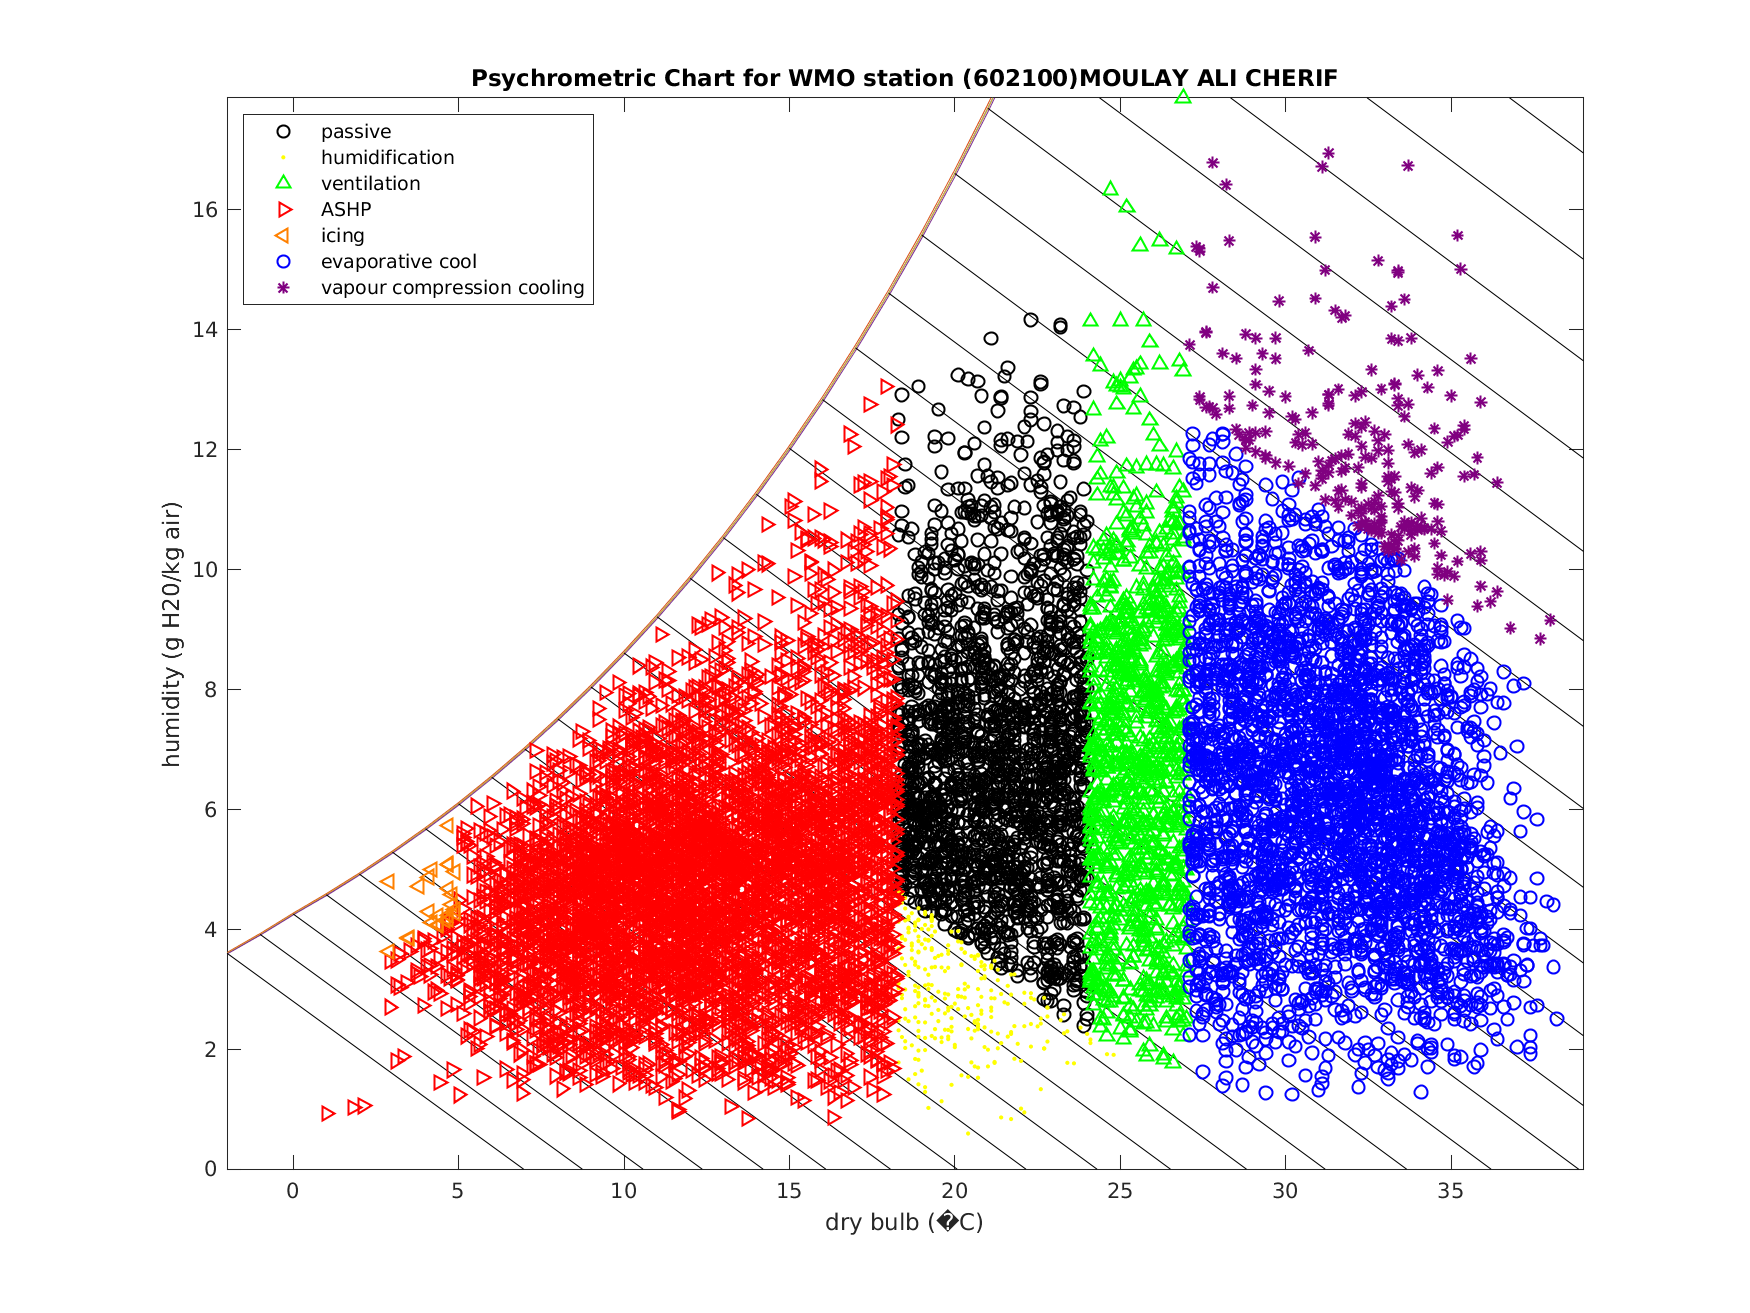 Psychrometric Chart for WMO station (602100)MOULAY ALI CHERIF
passive
humidification
ventilation
ASHP
icing
evaporative cool
vapour compression cooling
humidity (g H20/kg air)
16
14
12
10
8
6
4
2
0
0 5 10 15 20 25 30 35
dry bulb (�C)